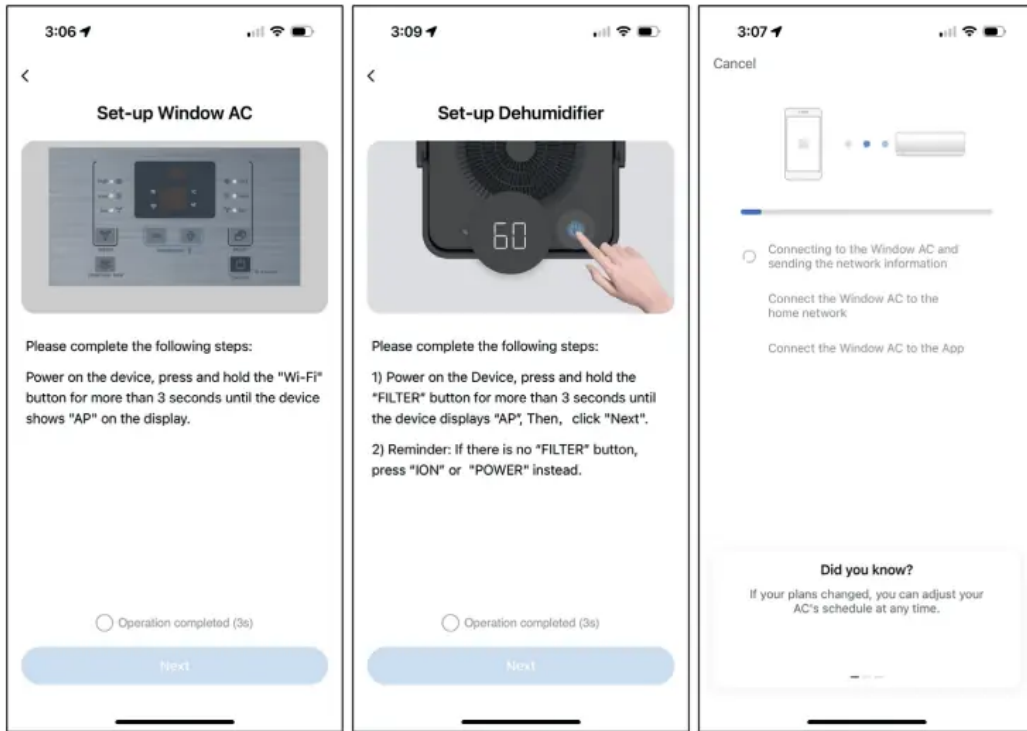 3:06
Set-up Window AC
Please complete the following steps:
Power on the device, press and hold the "Wi-Fi"
button for more than 3 seconds until the device
shows "AP" on the display.
Operation completed (3s)
Next
3:09
Set-up Dehumidifier
60
Please complete the following steps:
1) Power on the Device, press and hold the
"FILTER" button for more than 3 seconds until
the device displays "AP", Then, click "Next".
2) Reminder: If there is no "FILTER" button,
press "ION" or "POWER" instead.
Operation completed (3s)
Next
3:07
Cancel
Connecting to the Window AC and
sending the network information
Connect the Window AC to the
home network
Connect the Window AC to the App
Did you know?
If your plans changed, you can adjust your
AC's schedule at any time.